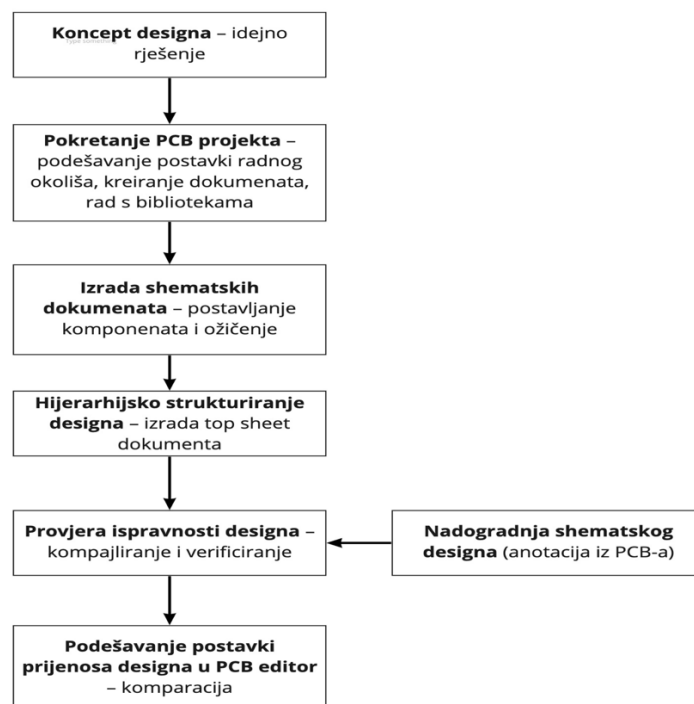 Koncept designa – idejno
rješenje
Pokretanje PCB projekta –
podešavanje postavki radnog
okoliša, kreiranje dokumenata,
rad s bibliotekama
Izrada shematskih
dokumenata – postavljanje
komponenata i ožičenje
Hijerarhijsko strukturiranje
designa – izrada top sheet
dokumenta
Provjera ispravnosti designa –
kompajliranje i verificiranje
Nadogradnja shematskog
designa (anotacija iz PCB-a)
Podešavanje postavki
prijenosa designa u PCB editor
– komparacija